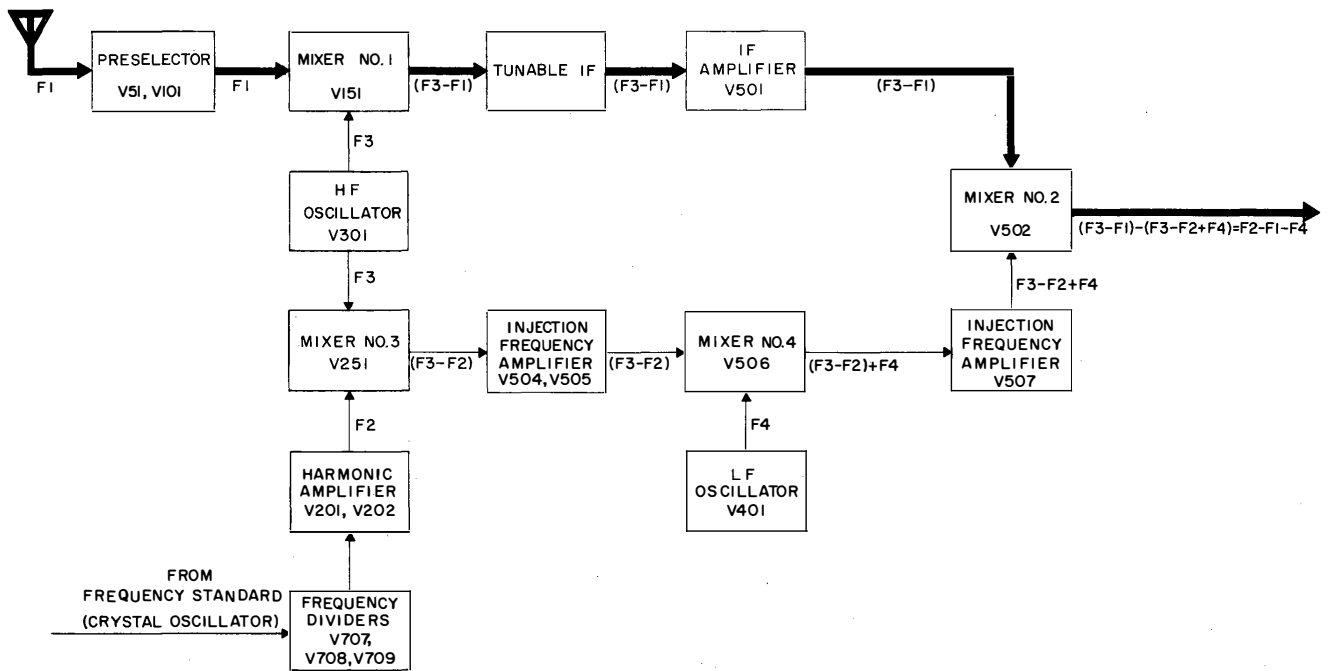 F1
PRESELECTOR
V51, V101
F1
MIXER NO.1
V151
(F3-F1)
TUNABLE IF
(F3-F1)
IF
AMPLIFIER
V501
(F3-F1)
F3
HF
OSCILLATOR
V301
F3
MIXER NO.2
V502
(F3-F1)-(F3-F2+F4)=F2-F1-F4
F3-F2+F4
MIXER NO.3
V251
(F3-F2)
INJECTION
FREQUENCY
AMPLIFIER
V504, V505
(F3-F2)
MIXER NO.4
V506
(F3-F2)+F4
INJECTION
FREQUENCY
AMPLIFIER
V507
F2
F4
HARMONIC
AMPLIFIER
V201, V202
LF
OSCILLATOR
V401
FROM
FREQUENCY STANDARD
(CRYSTAL OSCILLATOR)
FREQUENCY
DIVIDERS
V707,
V708, V709